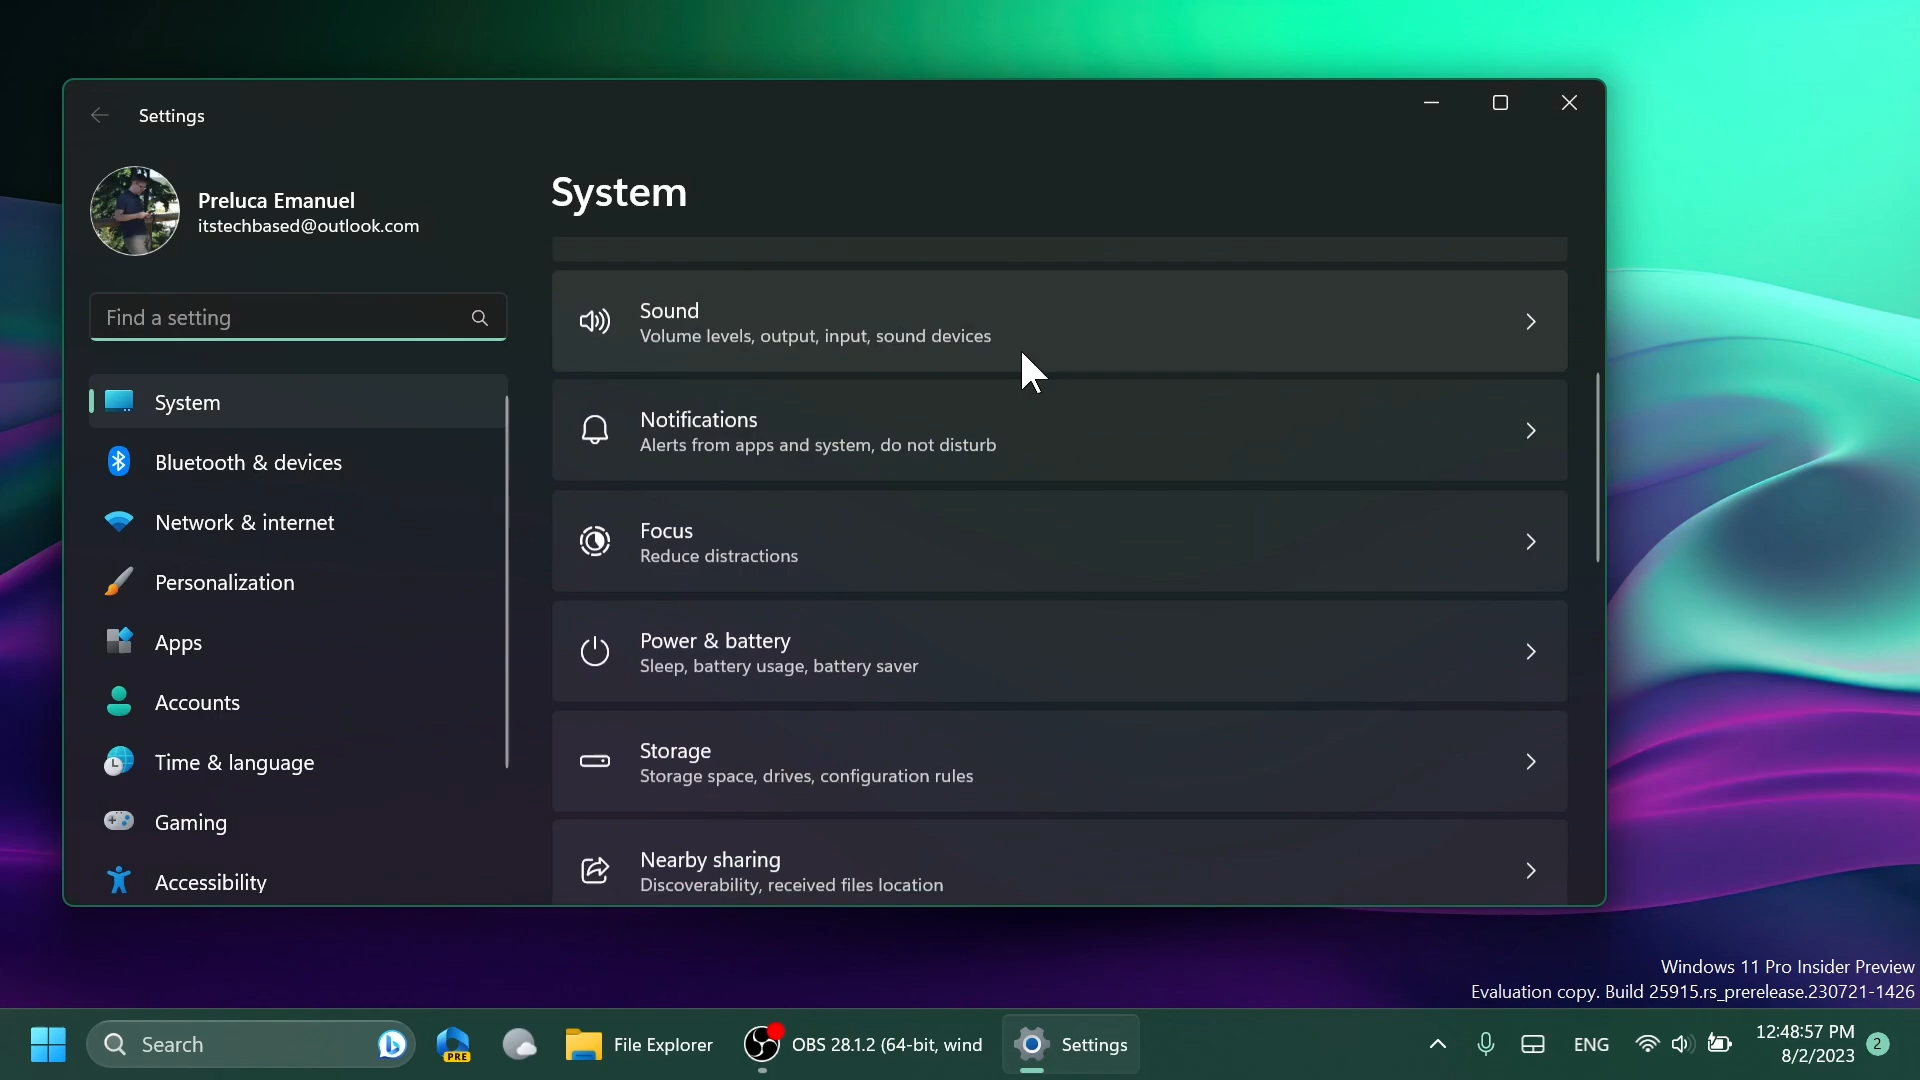 Settings
Preluca Emanuel
itstechbased@outlook.com
Find a setting
System
Bluetooth & devices
Network & internet
Personalization
Apps
Accounts
Time & language
Gaming
Accessibility
System
Sound
Volume levels, output, input, sound devices
Notifications
Alerts from apps and system, do not disturb
Focus
Reduce distractions
Power & battery
Sleep, battery usage, battery saver
Storage
Storage space, drives, configuration rules
Nearby sharing
Discoverability, received files location
Windows 11 Pro Insider Preview
Evaluation copy. Build 25915.rs_prerelease.230721-1426
Search
PRE
File Explorer
OBS 28.1.2 (64-bit, wind
Settings
ENG
12:48:57 PM
8/2/2023
2